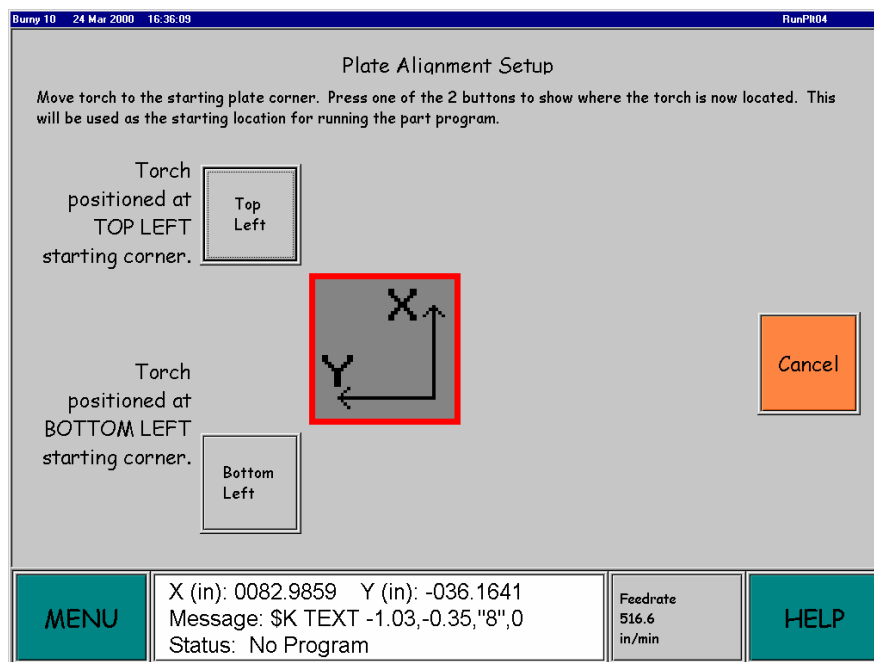 Burny 10 24 Mar 2000 16:36:09 RunPlt04
Plate Alignment Setup
Move torch to the starting plate corner. Press one of the 2 buttons to show where the torch is now located. This
will be used as the starting location for running the part program.
Torch
positioned at
TOP LEFT
starting corner.
Top
Left
X
Y
Cancel
Torch
positioned at
BOTTOM LEFT
starting corner.
Bottom
Left
MENU
X (in): 0082.9859 Y (in): -036.1641
Message: $K TEXT -1.03,-0.35,"8",0
Status: No Program
Feedrate
516.6
in/min
HELP